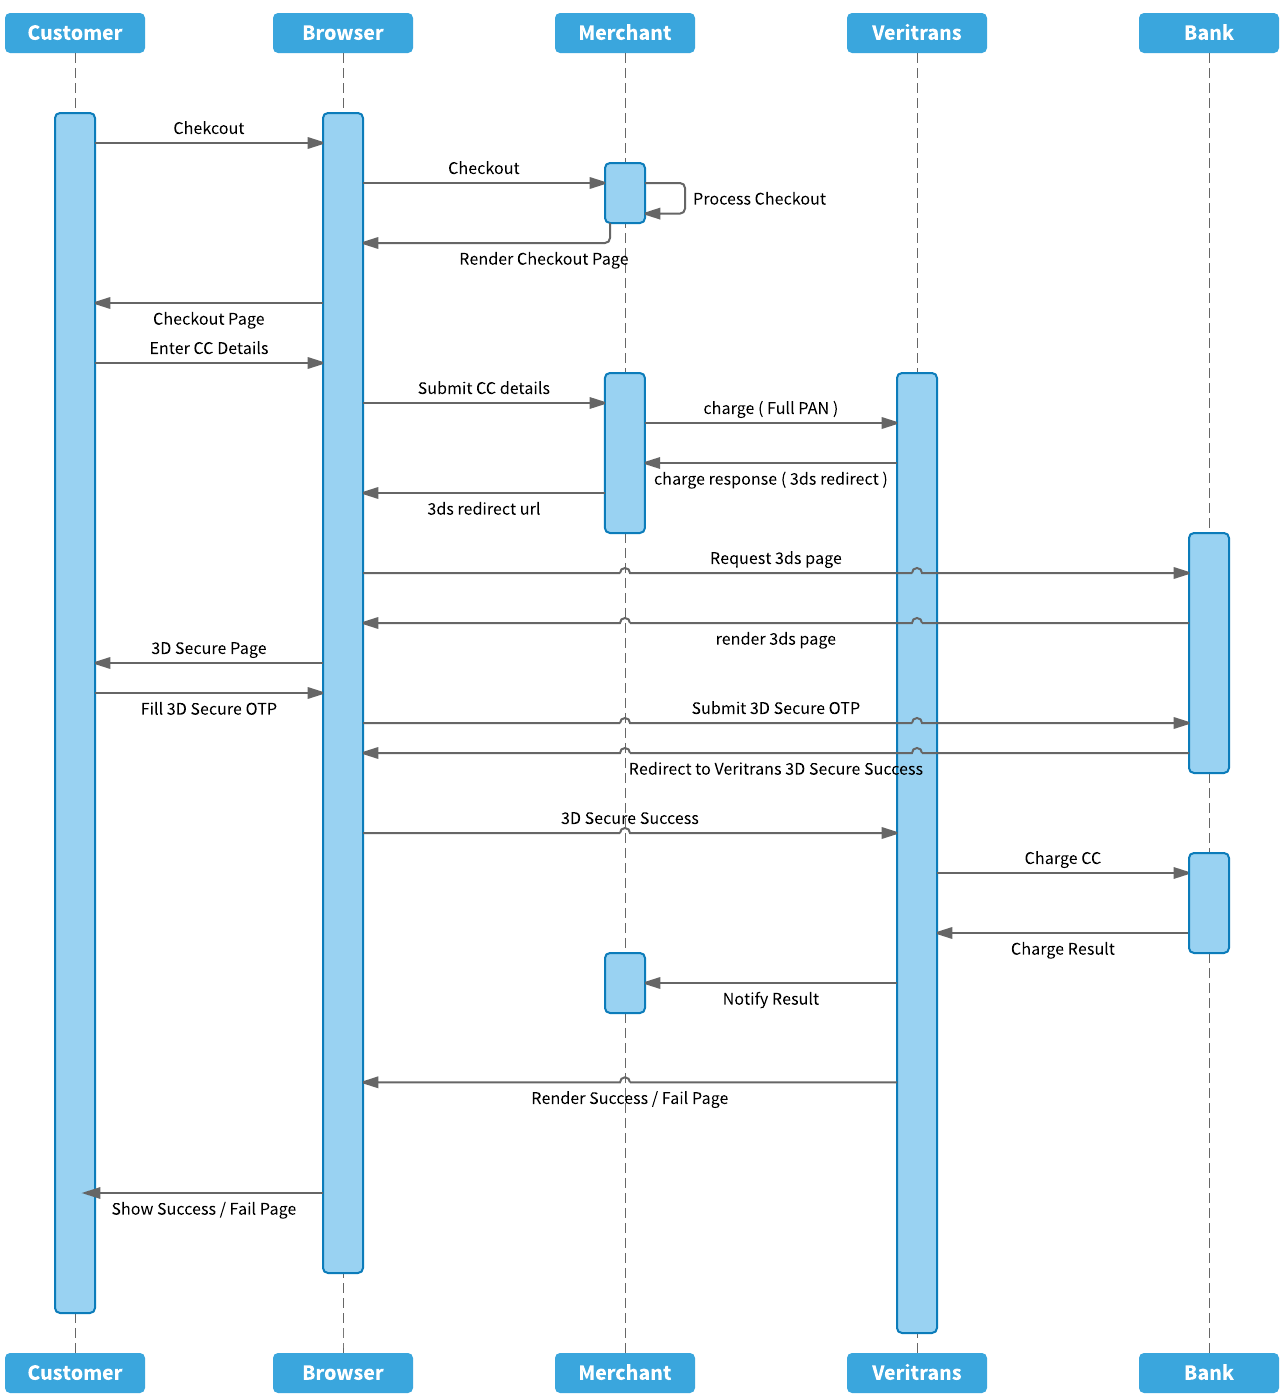 Customer
Browser
Merchant
Veritrans
Bank
Chekcout
Checkout
Process Checkout
Render Checkout Page
Checkout Page
Enter CC Details
Submit CC details
charge ( Full PAN )
charge response ( 3ds redirect )
3ds redirect url
Request 3ds page
render 3ds page
3D Secure Page
Fill 3D Secure OTP
Submit 3D Secure OTP
Redirect to Veritrans 3D Secure Success
3D Secure Success
Charge CC
Charge Result
Notify Result
Render Success / Fail Page
Show Success / Fail Page
Customer
Browser
Merchant
Veritrans
Bank